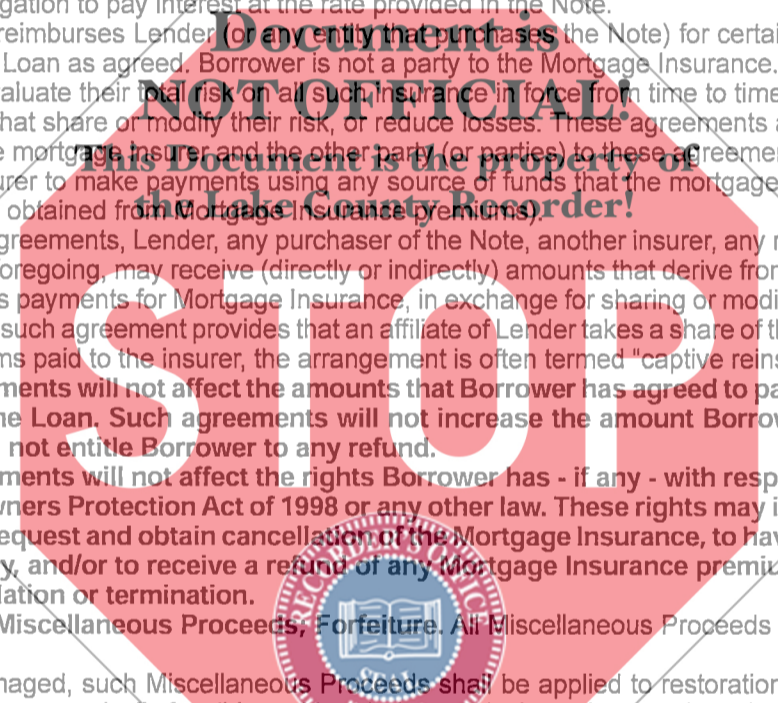 gation to pay interest at the rate provided in the Note.
Document is
reimburses Lender (or any entity that purchases the Note) for certai
Loan as agreed. Borrower is not a party to the Mortgage Insurance.
aluate their total risk on all such insurance in force from time to time
NOT OFFICIAL!
hat share or modify their risk, or reduce losses. These agreements
e mortgage insurer and the other party (or parties) to these agreeme
This Document is the property of
urer to make payments using any source of funds that the mortgage
the Lake County Recorder!
obtained from Mortgage Insurance premiums).
greements, Lender, any purchaser of the Note, another insurer, any
oregoing, may receive (directly or indirectly) amounts that derive fror
s payments for Mortgage Insurance, in exchange for sharing or modi
such agreement provides that an affiliate of Lender takes a share of t
ms paid to the insurer, the arrangement is often termed "captive rein
STOP
ments will not affect the amounts that Borrower has agreed to pa
he Loan. Such agreements will not increase the amount Borrov
not entitle Borrower to any refund.
ments will not affect the rights Borrower has - if any - with resp
wners Protection Act of 1998 or any other law. These rights may i
equest and obtain cancellation of the Mortgage Insurance, to hav
y, and/or to receive a refund of any Mortgage Insurance premiu
lation or termination.
RECORDER'S OFFICE
Miscellaneous Proceeds; Forfeiture. All Miscellaneous Proceeds
SEAL
naged, such Miscellaneous Proceeds shall be applied to restoration